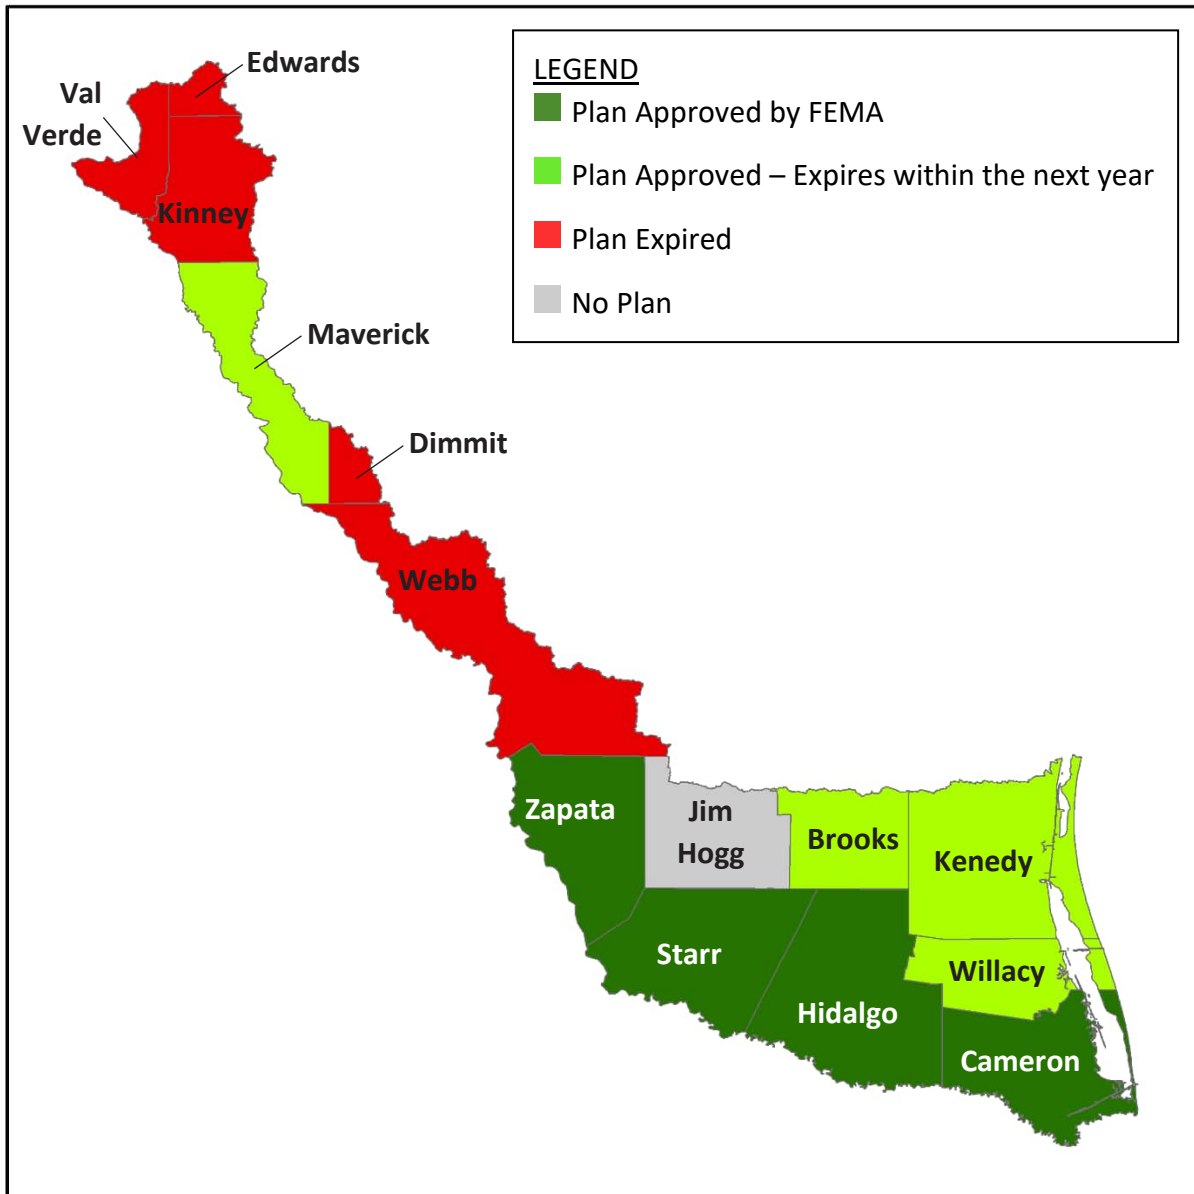 LEGEND
Plan Approved by FEMA
Plan Approved – Expires within the next year
Plan Expired
No Plan
Edwards
Val
Verde
Kinney
Maverick
Dimmit
Webb
Zapata
Jim
Hogg
Brooks
Kenedy
Starr
Willacy
Hidalgo
Cameron